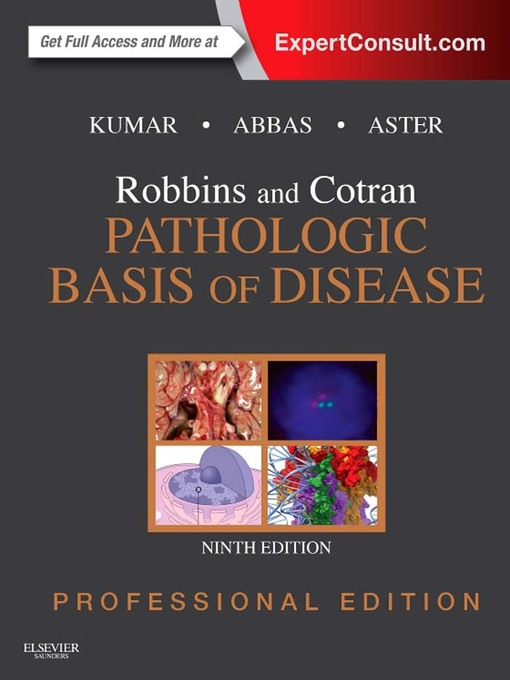 Get Full Access and More at
ExpertConsult.com
KUMAR • ABBAS • ASTER
Robbins and Cotran
PATHOLOGIC
BASIS OF DISEASE
NINTH EDITION
PROFESSIONAL EDITION
ELSEVIER
SAUNDERS